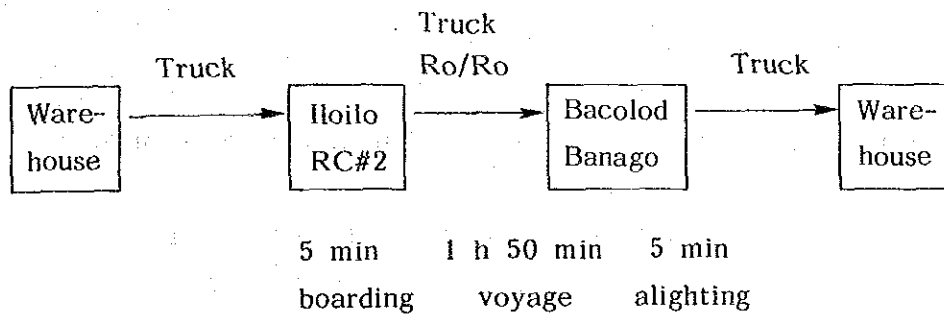 Truck
Truck Ro/Ro Truck
Ware- Iloilo Bacolod Ware-
house RC#2 Banago house
5 min 1 h 50 min 5 min
boarding voyage alighting